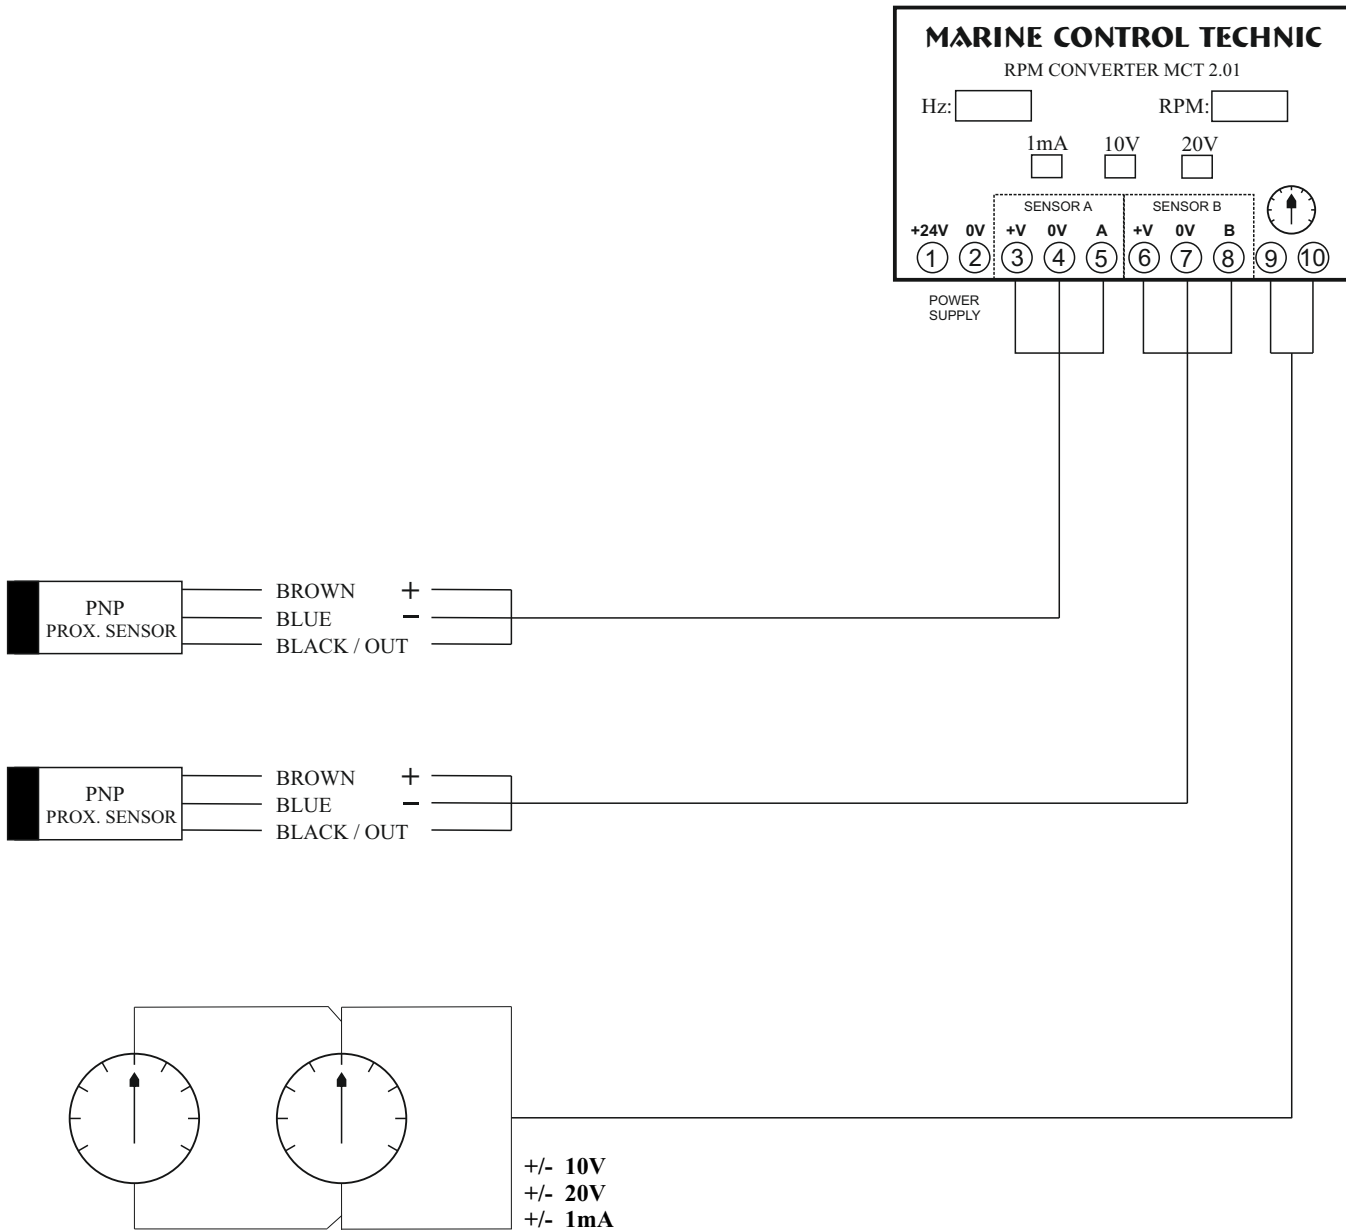 MARINE CONTROL TECHNIC
RPM CONVERTER MCT 2.01
Hz: RPM:
1mA 10V 20V
SENSOR A SENSOR B
+24V 0V +V 0V A +V 0V B
1 2 3 4 5 6 7 8 9 10
POWER
SUPPLY
PNP
PROX. SENSOR
BROWN +
BLUE −
BLACK / OUT
PNP
PROX. SENSOR
BROWN +
BLUE −
BLACK / OUT
+/- 10V
+/- 20V
+/- 1mA